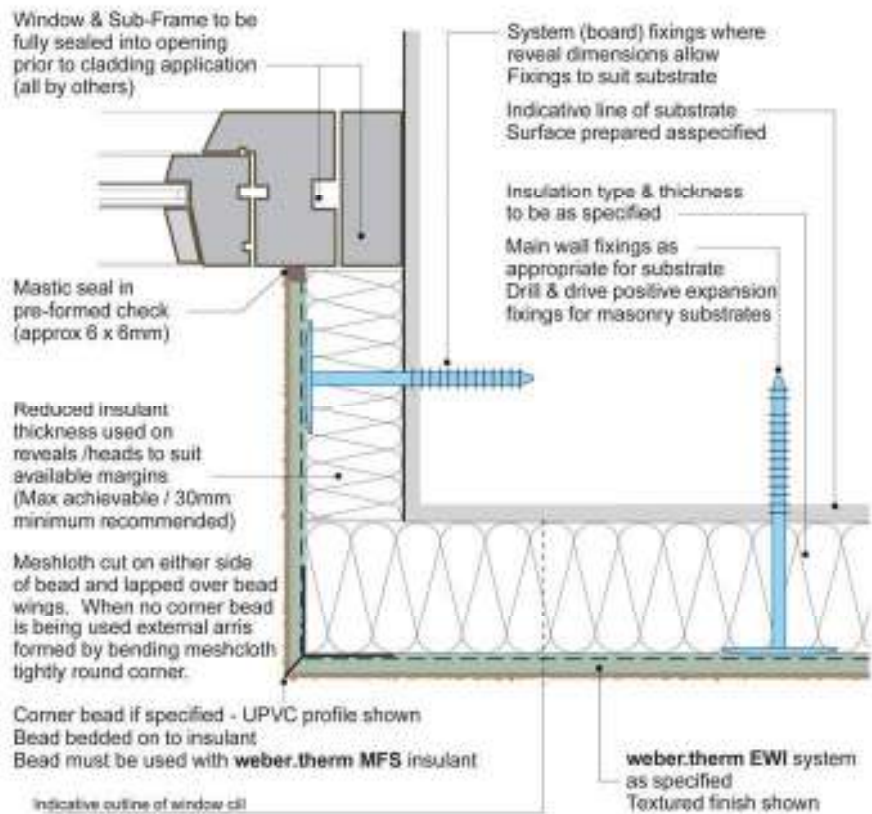 Window & Sub-Frame to be
fully sealed into opening
prior to cladding application
(all by others)
System (board) fixings where
reveal dimensions allow
Fixings to suit substrate
Indicative line of substrate
Surface prepared asspecified
Insulation type & thickness
to be as specified
Main wall fixings as
appropriate for substrate
Drill & drive positive expansion
fixings for masonry substrates
Mastic seal in
pre-formed check
(approx 6 x 6mm)
Reduced insulant
thickness used on
reveals /heads to suit
available margins
(Max achievable / 30mm
minimum recommended)
Meshloth cut on either side
of bead and lapped over bead
wings. When no corner bead
is being used external arris
formed by bending meshcloth
tightly round corner.
Corner bead if specified - UPVC profile shown
Bead bedded on to insulant
Bead must be used with weber.therm MFS insulant
weber.therm EWI system
as specified
Textured finish shown
Indicative outline of window cill